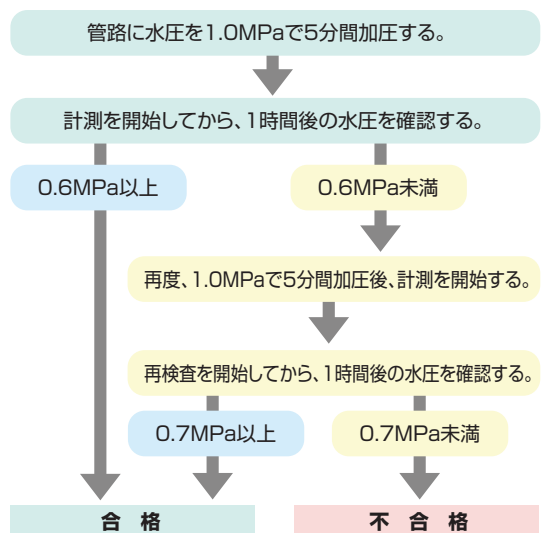 管路に水圧を1.0MPaで5分間加圧する。
計測を開始してから、1時間後の水圧を確認する。
0.6MPa以上
0.6MPa未満
再度、1.0MPaで5分間加圧後、計測を開始する。
再検査を開始してから、1時間後の水圧を確認する。
0.7MPa以上
0.7MPa未満
合 格
不 合 格